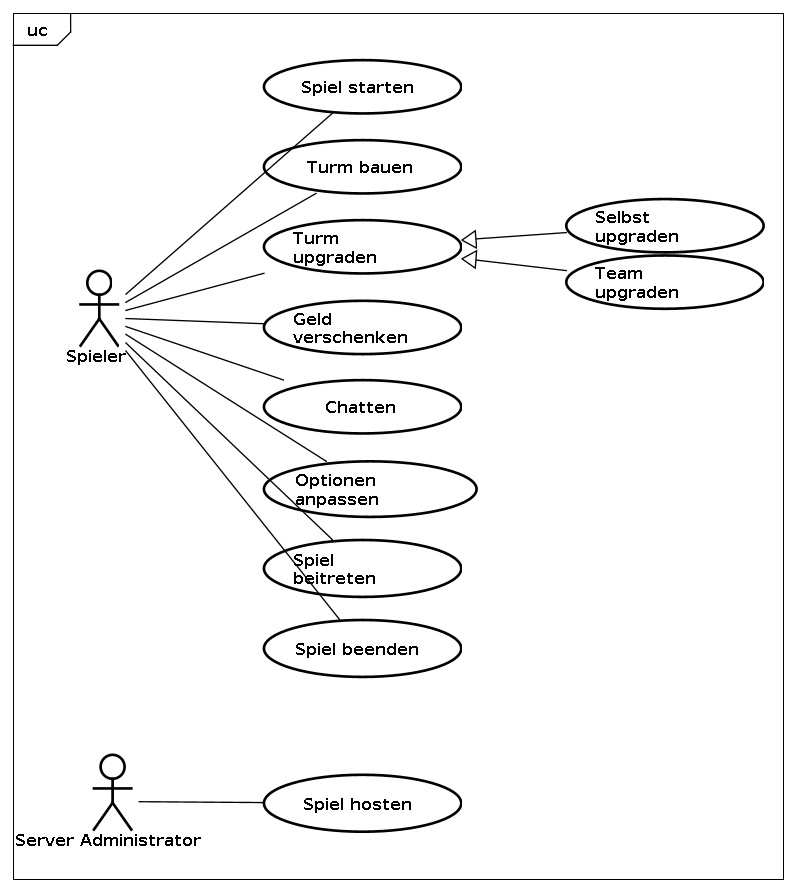 uc
Spiel starten
Turm bauen
Turm
upgraden
Selbst
upgraden
Team
upgraden
Spieler
Geld
verschenken
Chatten
Optionen
anpassen
Spiel
beitreten
Spiel beenden
Server Administrator
Spiel hosten